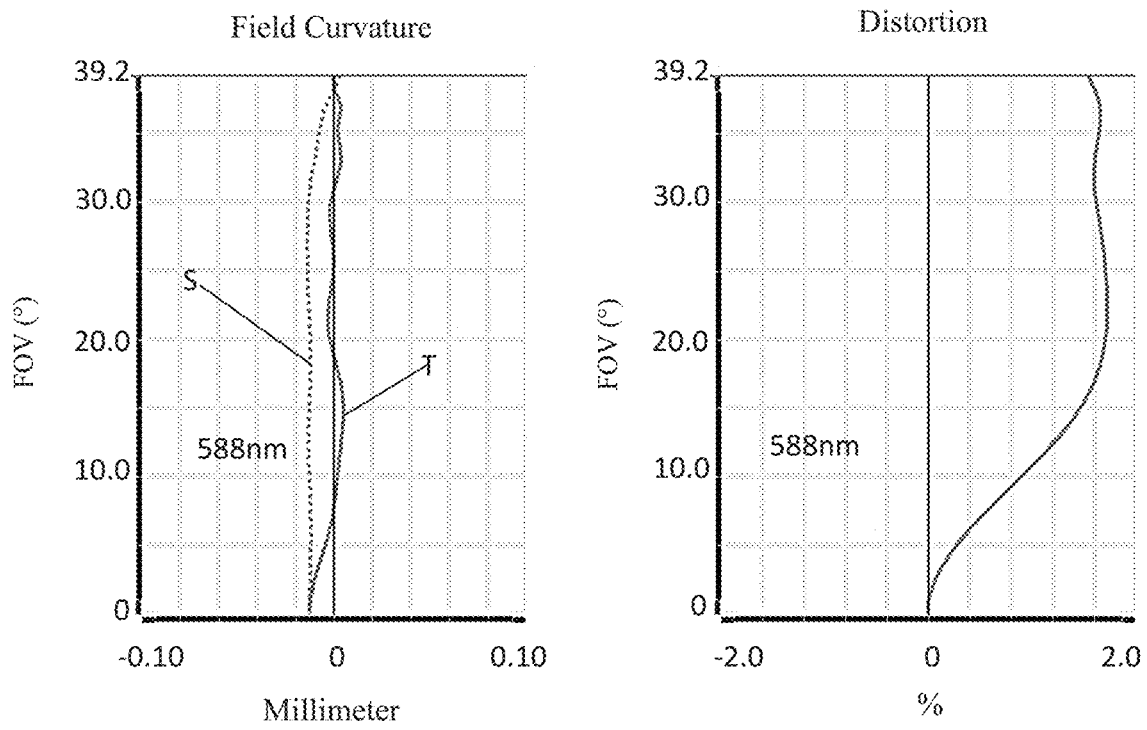 Field Curvature
39.2
30.0
20.0
10.0
0
FOV (°)
S
T
588nm
-0.10 0 0.10
Millimeter
Distortion
39.2
30.0
20.0
10.0
0
FOV (°)
588nm
-2.0 0 2.0
%